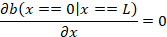 ∂b(x == 0|x == L)/∂x = 0